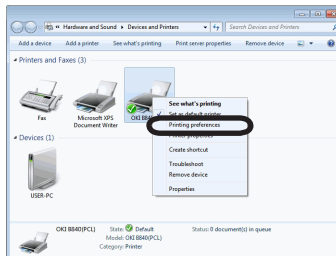 « Hardware and Sound ▸ Devices and Printers
Search Devices and Printers
Add a device Add a printer See what's printing Print server properties Remove device
Printers and Faxes (3)
Fax
Microsoft XPS
Document Writer
OKI B840
See what's printing
Set as default printer
Printing preferences
Printer properties
Create shortcut
Troubleshoot
Remove device
Properties
Devices (1)
USER-PC
OKI B840(PCL) State: Default Status: 0 document(s) in queue
Model: OKI B840(PCL)
Category: Printer